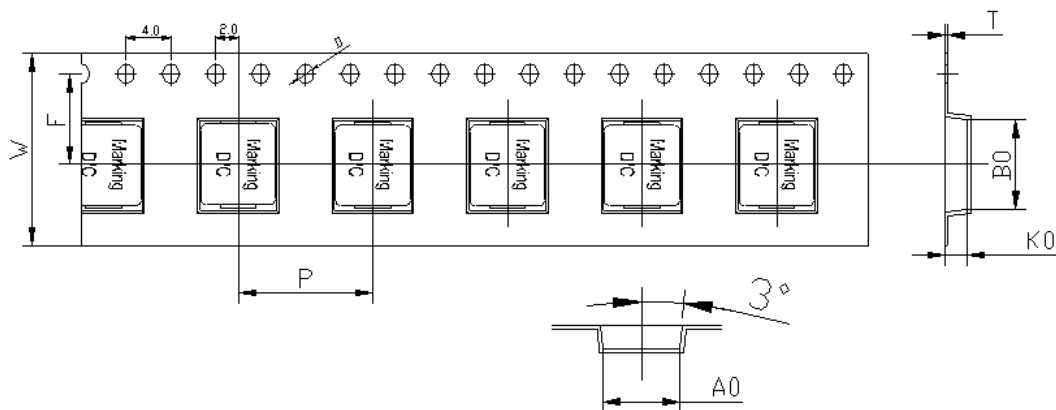 4.0
2.0
D
T
W
F
Marking
D'C
Marking
D'C
Marking
D'C
Marking
D'C
Marking
D'C
Marking
D'C
B0
K0
P
3°
A0